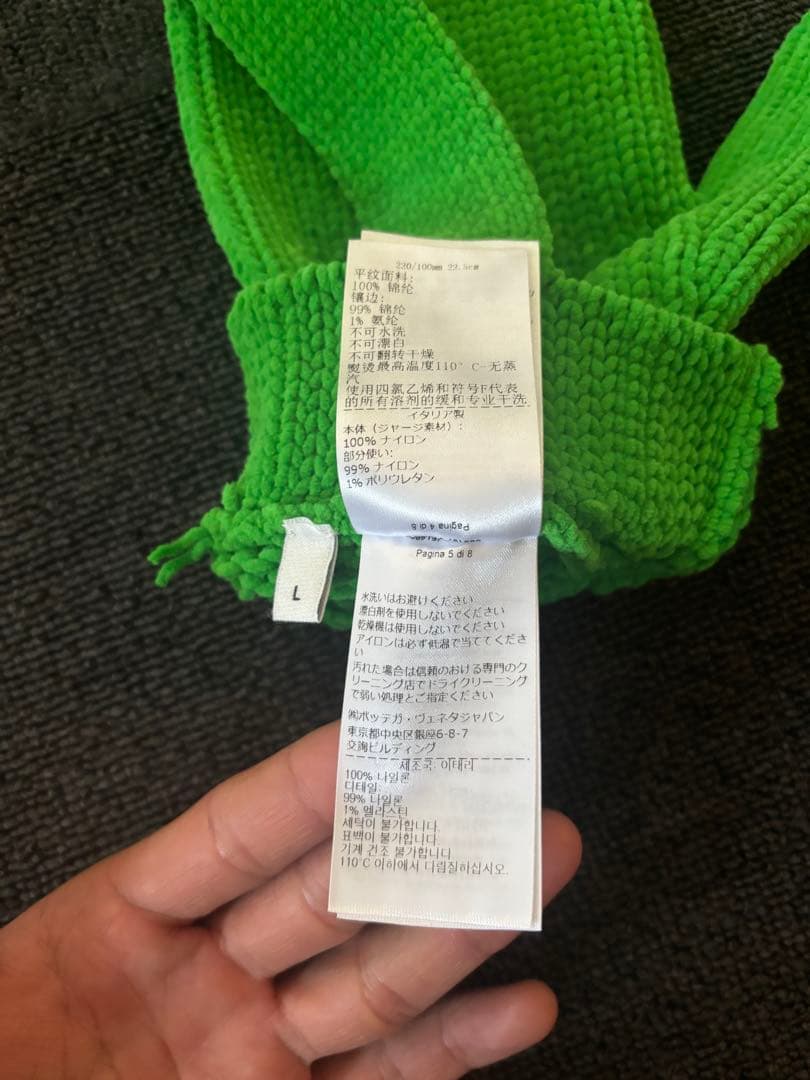 220/100mm 22.5cm
平纹面料:
100% 锦纶
镶边:
99% 锦纶
1% 氨纶
不可水洗
不可漂白
不可翻转干燥
熨烫最高温度110° C-无蒸
汽
使用四氯乙烯和符号F代表
的所有溶剂的缓和专业干洗
イタリア製
本体（ジャージ素材）:
100% ナイロン
部分使い:
99% ナイロン
1% ポリウレタン
Pagina 4 di 8
Pagina 5 di 8
水洗いはお避けください
漂白剤を使用しないでください
乾燥機は使用しないでください
アイロンは必ず低温で当ててくださ
い
汚れた場合は信頼のおける専門のク
リーニング店でドライクリーニング
で弱い処理とご指定ください
㈱ボッテガ・ヴェネタジャパン
東京都中央区銀座6-8-7
交詢ビルディング
제조국: 이태리
100% 나일론
디테일:
99% 나일론
1% 엘라스틴
세탁이 불가합니다.
표백이 불가합니다.
기계 건조 불가합니다
110°C 이하에서 다림질하십시오.
L